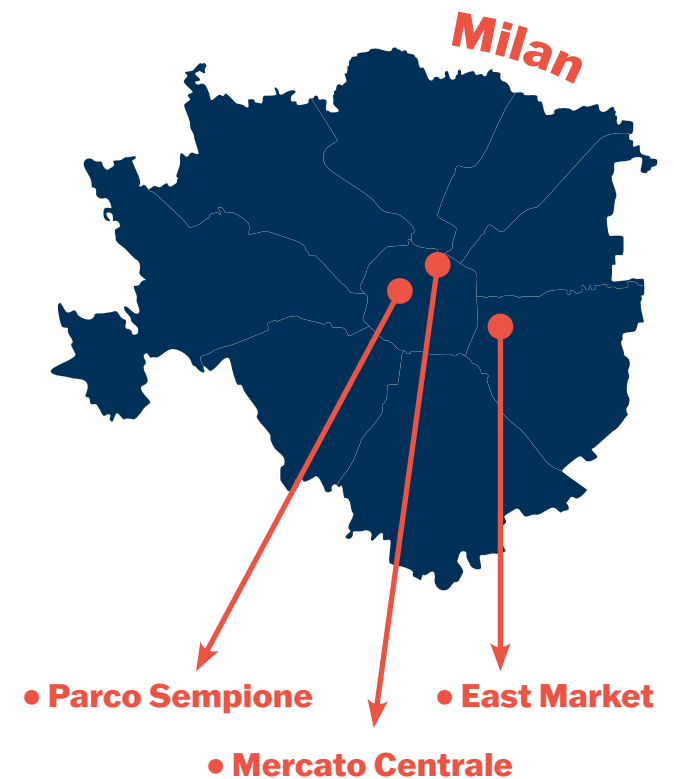 Milan
• Parco Sempione
• East Market
• Mercato Centrale